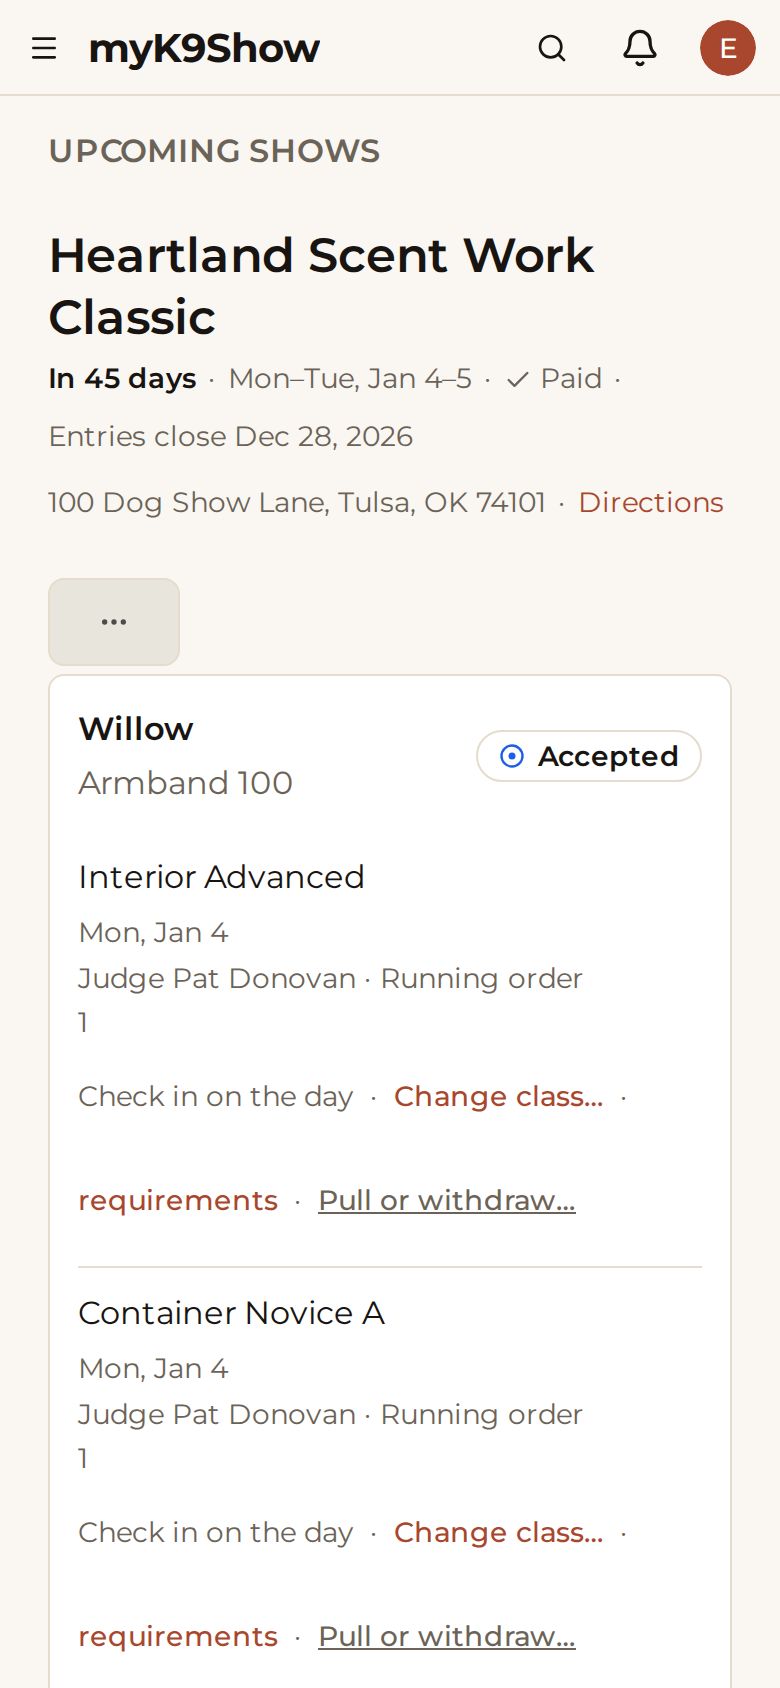 myK9Show
E
UPCOMING SHOWS
Heartland Scent Work
Classic
In 45 days · Mon–Tue, Jan 4–5 · ✓ Paid ·
Entries close Dec 28, 2026
100 Dog Show Lane, Tulsa, OK 74101 · Directions
...
Willow
Armband 100
Accepted
Interior Advanced
Mon, Jan 4
Judge Pat Donovan · Running order
1
Check in on the day · Change class... ·
requirements · Pull or withdraw...
Container Novice A
Mon, Jan 4
Judge Pat Donovan · Running order
1
Check in on the day · Change class... ·
requirements · Pull or withdraw...